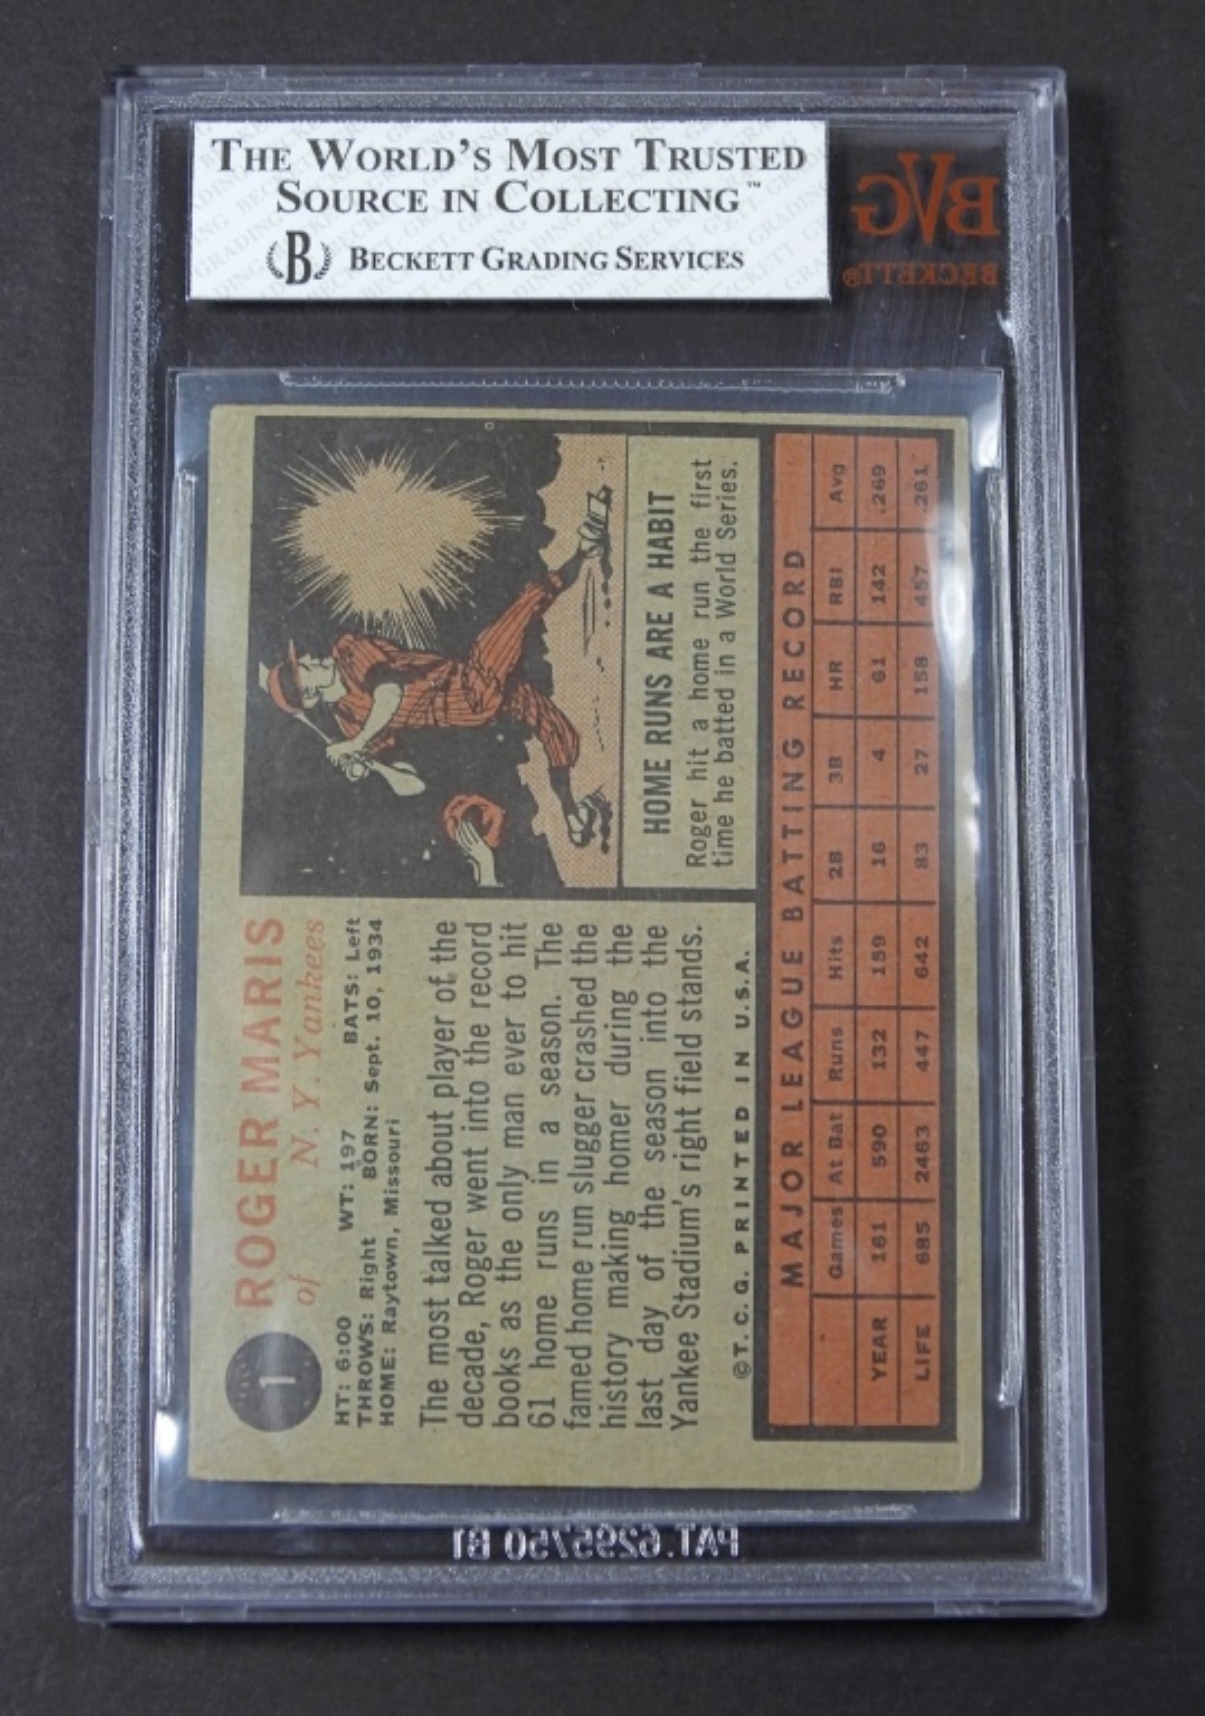 THE WORLD'S MOST TRUSTED
SOURCE IN COLLECTING™
B BECKETT GRADING SERVICES
BVG
BECKETT®
1
ROGER MARIS
of N. Y. Yankees
HT: 6:00 WT: 197 BATS: Left
THROWS: Right BORN: Sept. 10, 1934
HOME: Raytown, Missouri
The most talked about player of the
decade, Roger went into the record
books as the only man ever to hit
61 home runs in a season. The
famed home run slugger crashed the
history making homer during the
last day of the season into the
Yankee Stadium's right field stands.
©T. C. G. PRINTED IN U.S.A.
HOME RUNS ARE A HABIT
Roger hit a home run the first
time he batted in a World Series.
MAJOR LEAGUE BATTING RECORD
Games At Bat Runs Hits 2B 3B HR RBI Avg
YEAR 161 590 132 159 16 4 61 142 .269
LIFE 685 2463 447 642 83 27 158 457 .261
PAT. 6295750 B1